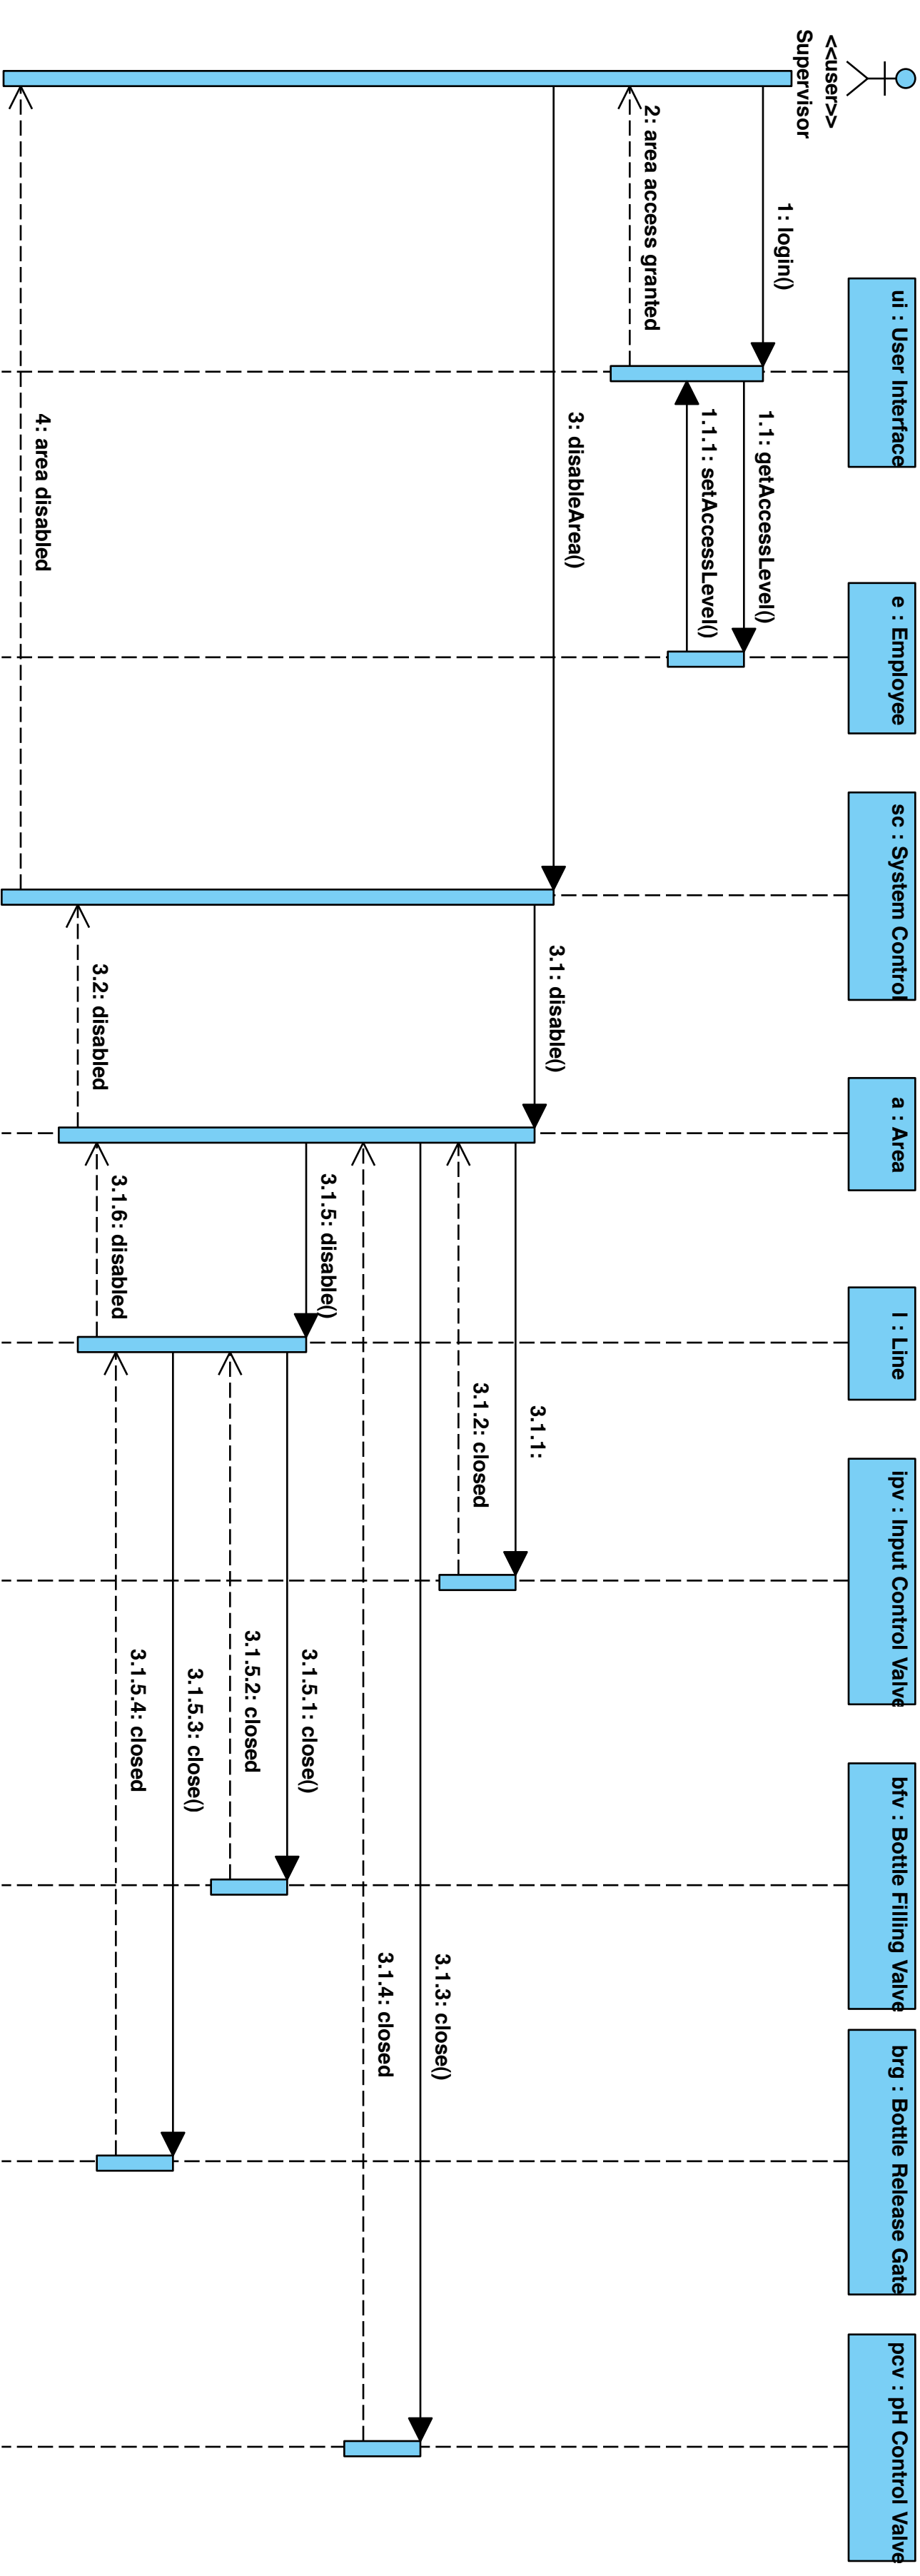 <<user>>
Supervisor
ui : User Interface
e : Employee
sc : System Control
a : Area
l : Line
ipv : Input Control Valve
bfv : Bottle Filling Valve
brg : Bottle Release Gate
pcv : pH Control Valve
1: login()
1.1: getAccessLevel()
1.1.1: setAccessLevel()
2: area access granted
3: disableArea()
3.1: disable()
3.1.1:
3.1.2: closed
3.1.3: close()
3.1.4: closed
3.1.5: disable()
3.1.5.1: close()
3.1.5.2: closed
3.1.5.3: close()
3.1.5.4: closed
3.1.6: disabled
3.2: disabled
4: area disabled